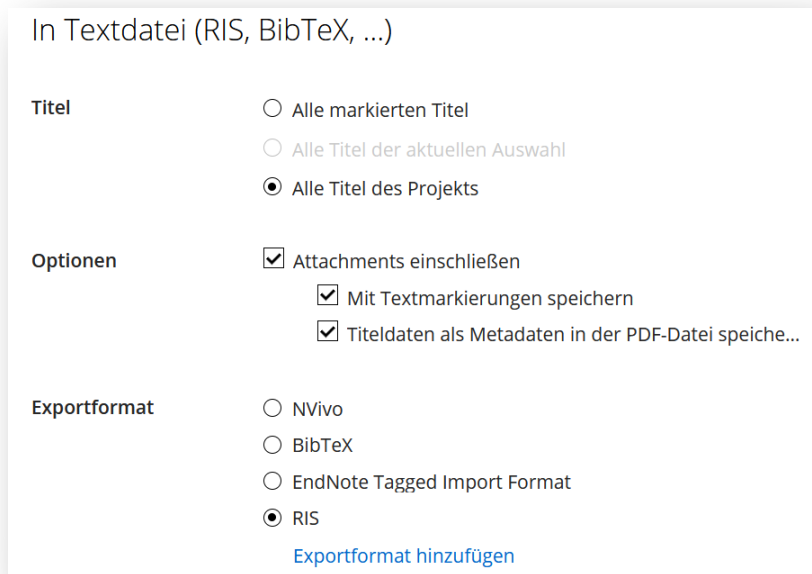 In Textdatei (RIS, BibTeX, ...)
Titel
Alle markierten Titel
Alle Titel der aktuellen Auswahl
Alle Titel des Projekts
Optionen
Attachments einschließen
Mit Textmarkierungen speichern
Titeldaten als Metadaten in der PDF-Datei speiche...
Exportformat
NVivo
BibTeX
EndNote Tagged Import Format
RIS
Exportformat hinzufügen